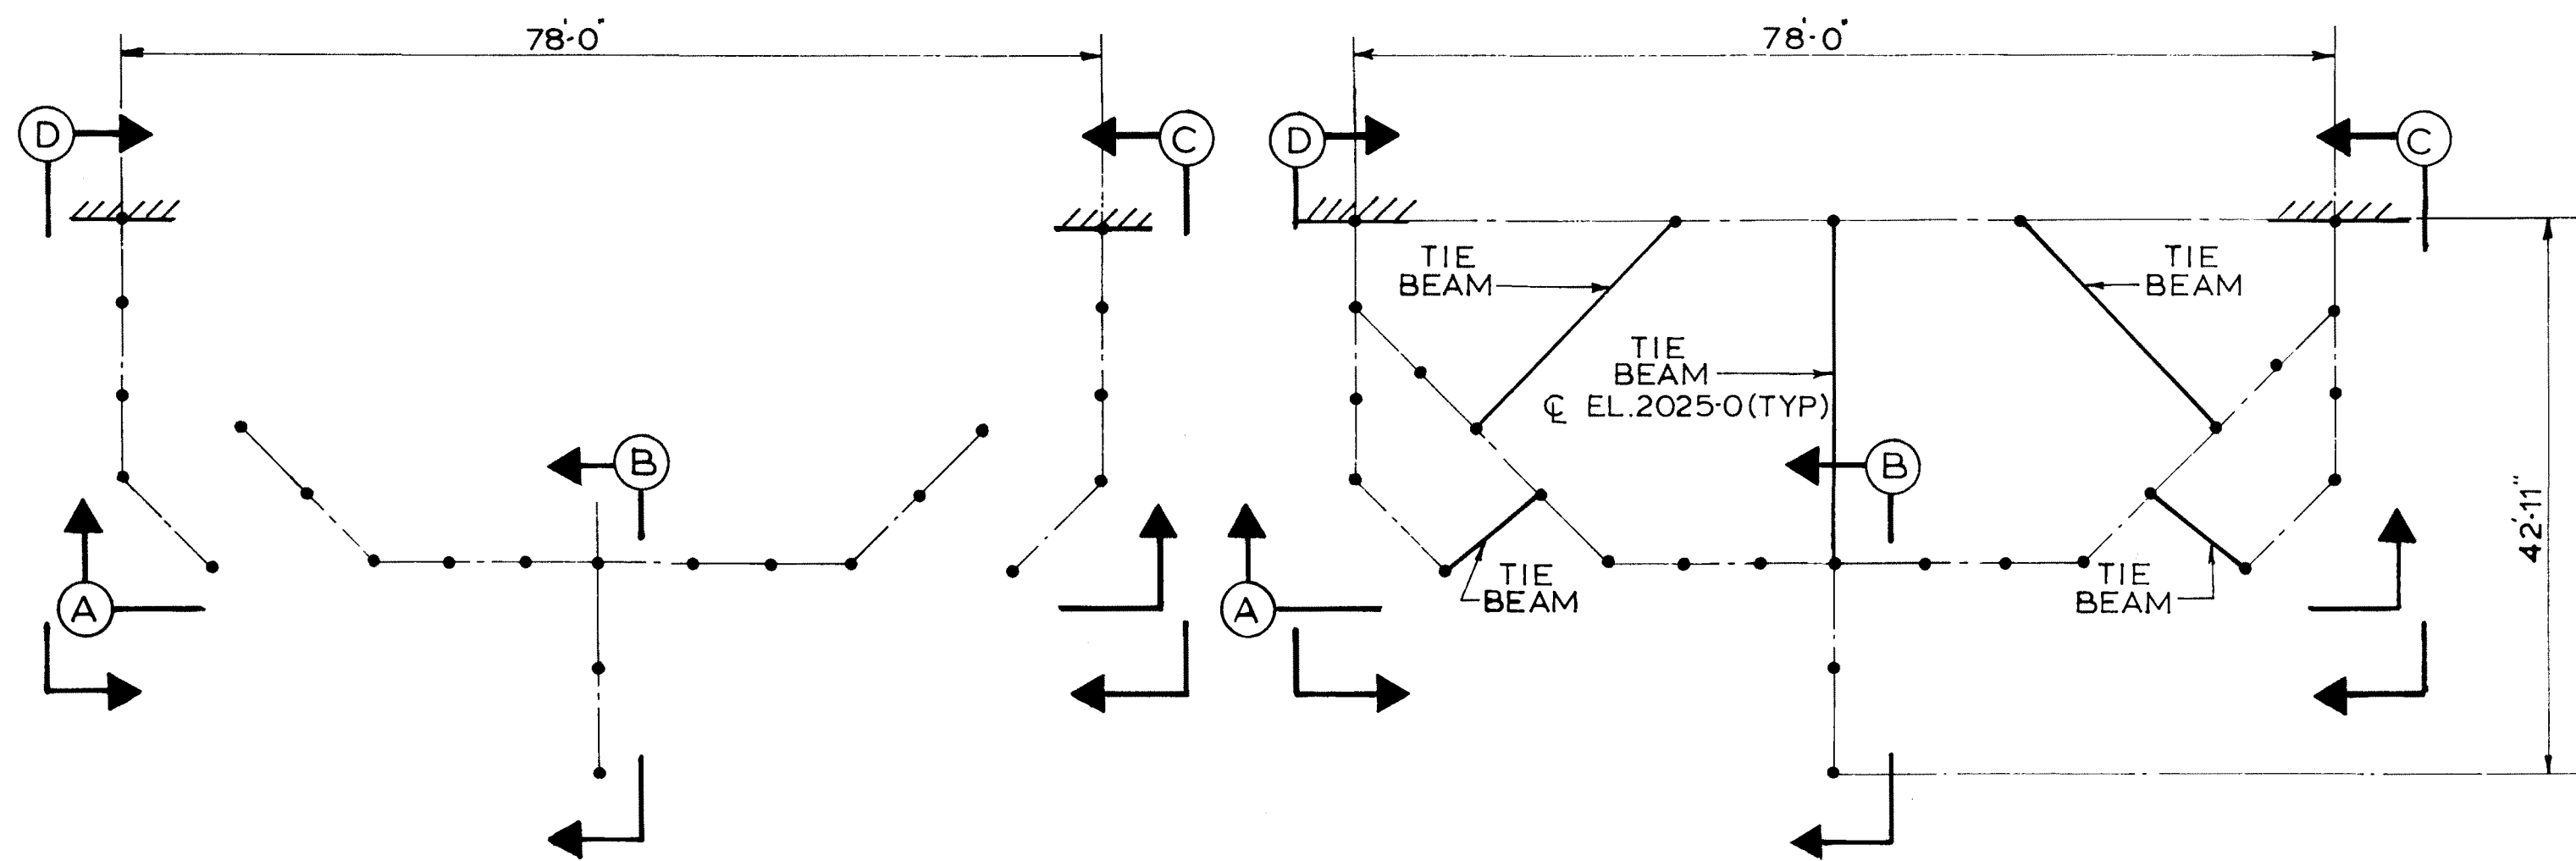 78'-0"
78'-0"
D
C
D
C
TIE
BEAM
TIE
BEAM
TIE
BEAM
℄ EL.2025-0(TYP)
B
B
42'-11"
A
TIE
BEAM
A
TIE
BEAM